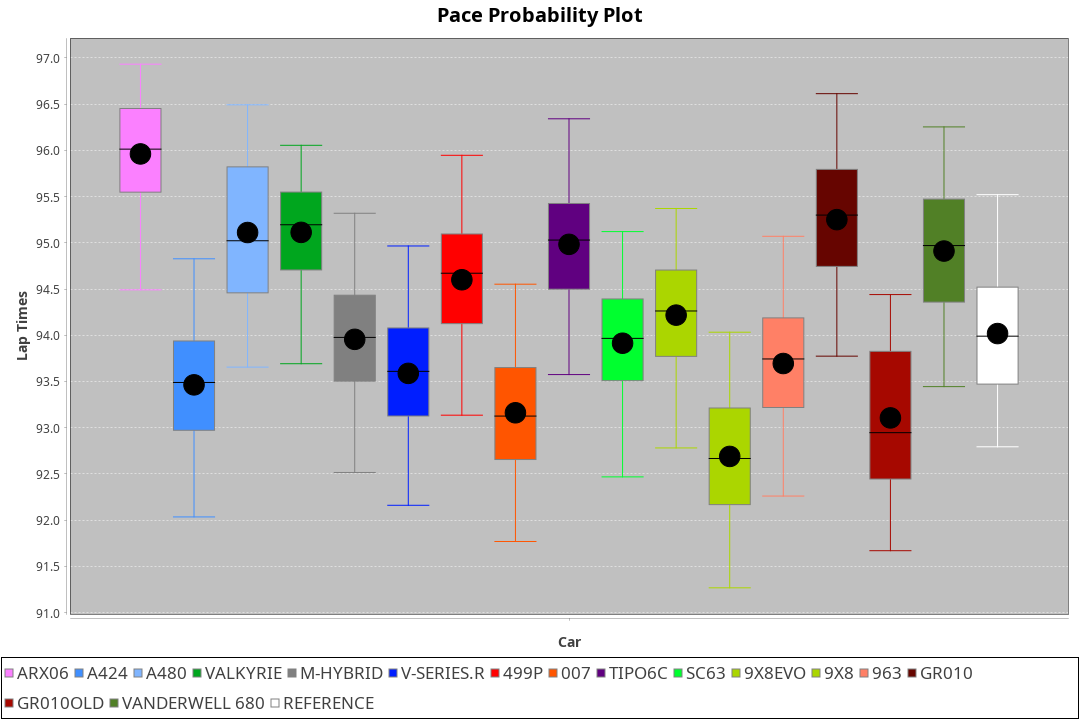 Pace Probability Plot
97.0
96.5
96.0
95.5
95.0
94.5
94.0
93.5
93.0
92.5
92.0
91.5
91.0
Lap Times
Car
ARX06 A424 A480 VALKYRIE M-HYBRID V-SERIES.R 499P 007 TIPO6C SC63 9X8EVO 9X8 963 GR010
GR010OLD VANDERWELL 680 REFERENCE